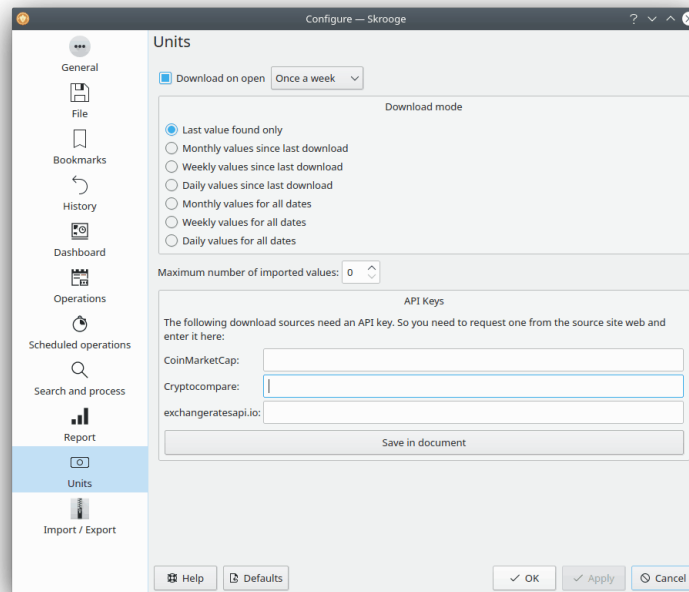 Configure — Skrooge
General
File
Bookmarks
History
Dashboard
Operations
Scheduled operations
Search and process
Report
Units
Import / Export
Units
Download on open Once a week
Download mode
Last value found only
Monthly values since last download
Weekly values since last download
Daily values since last download
Monthly values for all dates
Weekly values for all dates
Daily values for all dates
Maximum number of imported values: 0
API Keys
The following download sources need an API key. So you need to request one from the source site web and
enter it here:
CoinMarketCap:
Cryptocompare:
exchangeratesapi.io:
Save in document
Help Defaults OK Apply Cancel